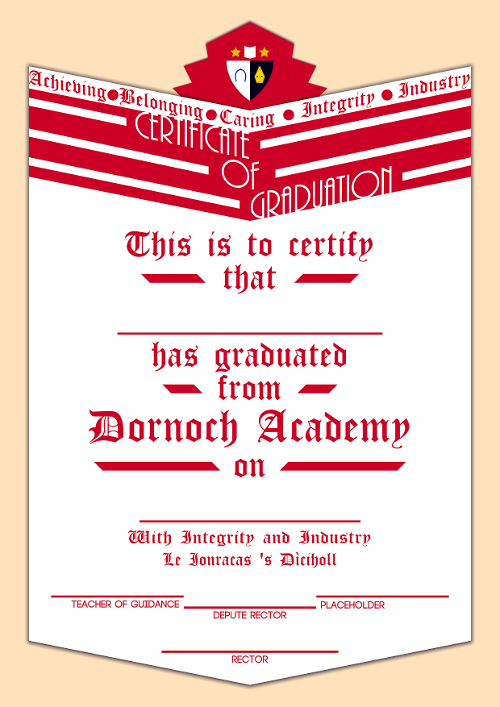 Achieving●Belonging●Caring ● Integrity ● Industry
CERTIFICATE
OF
GRADUATION
This is to certify
that
has graduated
from
Dornoch Academy
on
With Integrity and Industry
Le Ionracas 's Dìciholl
TEACHER OF GUIDANCE
DEPUTE RECTOR
PLACEHOLDER
RECTOR